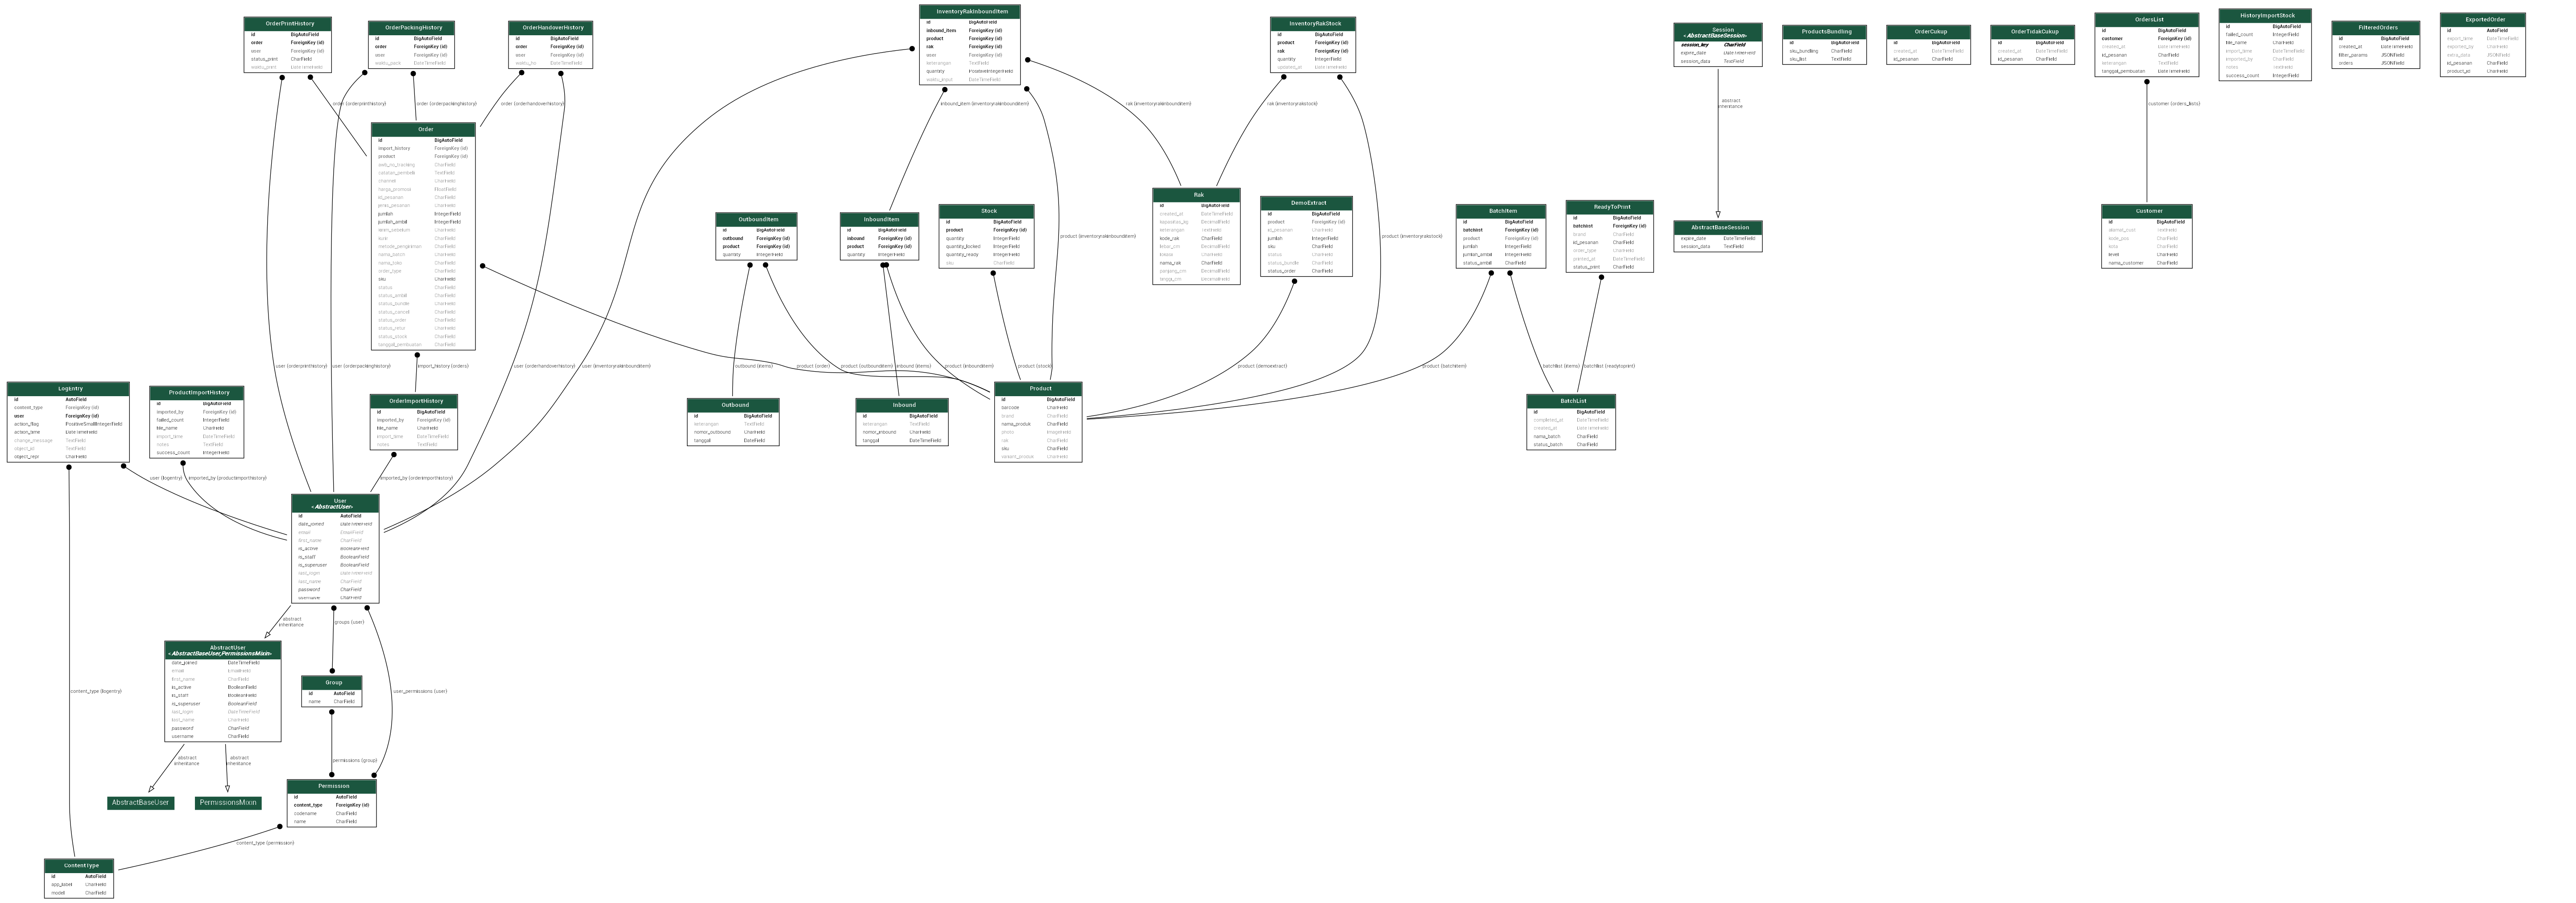 OrderPrintHistory
id BigAutoField
order ForeignKey (id)
user ForeignKey (id)
status_print CharField
waktu_print DateTimeField
OrderPackingHistory
id BigAutoField
order ForeignKey (id)
user ForeignKey (id)
waktu_pack DateTimeField
OrderHandoverHistory
id BigAutoField
order ForeignKey (id)
user ForeignKey (id)
waktu_ho DateTimeField
InventoryRakInboundItem
id BigAutoField
inbound_item ForeignKey (id)
product ForeignKey (id)
rak ForeignKey (id)
user ForeignKey (id)
keterangan TextField
quantity PositiveIntegerField
waktu_input DateTimeField
InventoryRakStock
id BigAutoField
product ForeignKey (id)
rak ForeignKey (id)
quantity IntegerField
updated_at DateTimeField
Session
<AbstractBaseSession>
session_key CharField
expire_date DateTimeField
session_data TextField
ProductsBundling
id BigAutoField
sku_bundling CharField
sku_list TextField
OrderCukup
id BigAutoField
created_at DateTimeField
id_pesanan CharField
OrderTidakCukup
id BigAutoField
created_at DateTimeField
id_pesanan CharField
OrdersList
id BigAutoField
customer ForeignKey (id)
created_at DateTimeField
id_pesanan CharField
keterangan TextField
tanggal_pembuatan DateTimeField
HistoryImportStock
id BigAutoField
failed_count IntegerField
file_name CharField
import_time DateTimeField
imported_by CharField
notes TextField
success_count IntegerField
FilteredOrders
id BigAutoField
created_at DateTimeField
filter_params JSONField
orders JSONField
ExportedOrder
id AutoField
export_time DateTimeField
exported_by CharField
extra_data JSONField
id_pesanan CharField
product_id CharField
order (orderprinthistory)
order (orderpackinghistory)
order (orderhandoverhistory)
inbound_item (inventoryrakinbounditem)
rak (inventoryrakinbounditem)
rak (inventoryrakstock)
abstract
inheritance
customer (orders_lists)
Order
id BigAutoField
import_history ForeignKey (id)
product ForeignKey (id)
awb_no_tracking CharField
catatan_pembeli TextField
channel CharField
harga_promosi FloatField
id_pesanan CharField
jenis_pesanan CharField
jumlah IntegerField
jumlah_ambil IntegerField
kirim_sebelum CharField
kurir CharField
metode_pengiriman CharField
nama_batch CharField
nama_toko CharField
order_type CharField
sku CharField
status CharField
status_ambil CharField
status_bundle CharField
status_cancel CharField
status_order CharField
status_retur CharField
status_stock CharField
tanggal_pembuatan CharField
OutboundItem
id BigAutoField
outbound ForeignKey (id)
product ForeignKey (id)
quantity IntegerField
InboundItem
id BigAutoField
inbound ForeignKey (id)
product ForeignKey (id)
quantity IntegerField
Stock
id BigAutoField
product ForeignKey (id)
quantity IntegerField
quantity_locked IntegerField
quantity_ready IntegerField
sku CharField
Rak
id BigAutoField
created_at DateTimeField
kapasitas_kg DecimalField
keterangan TextField
kode_rak CharField
lebar_cm DecimalField
lokasi CharField
nama_rak CharField
panjang_cm DecimalField
tinggi_cm DecimalField
DemoExtract
id BigAutoField
product ForeignKey (id)
id_pesanan CharField
jumlah IntegerField
sku CharField
status CharField
status_bundle CharField
status_order CharField
BatchItem
id BigAutoField
batchlist ForeignKey (id)
product ForeignKey (id)
jumlah IntegerField
jumlah_ambil IntegerField
status_ambil CharField
ReadyToPrint
id BigAutoField
batchlist ForeignKey (id)
brand CharField
id_pesanan CharField
order_type CharField
printed_at DateTimeField
status_print CharField
AbstractBaseSession
expire_date DateTimeField
session_data TextField
Customer
id BigAutoField
alamat_cust TextField
kode_pos CharField
kota CharField
level CharField
nama_customer CharField
product (inventoryrakinbounditem)
product (inventoryrakstock)
user (orderprinthistory)
user (orderpackinghistory)
import_history (orders)
user (orderhandoverhistory)
user (inventoryrakinbounditem)
outbound (items)
product (order)
product (outbounditem)
inbound (items)
product (inbounditem)
product (stock)
product (demoextract)
product (batchitem)
batchlist (items)
batchlist (readytoprint)
LogEntry
id AutoField
content_type ForeignKey (id)
user ForeignKey (id)
action_flag PositiveSmallIntegerField
action_time DateTimeField
change_message TextField
object_id TextField
object_repr CharField
ProductImportHistory
id BigAutoField
imported_by ForeignKey (id)
failed_count IntegerField
file_name CharField
import_time DateTimeField
notes TextField
success_count IntegerField
OrderImportHistory
id BigAutoField
imported_by ForeignKey (id)
file_name CharField
import_time DateTimeField
notes TextField
Outbound
id BigAutoField
keterangan TextField
nomor_outbound CharField
tanggal DateField
Inbound
id BigAutoField
keterangan TextField
nomor_inbound CharField
tanggal DateTimeField
Product
id BigAutoField
barcode CharField
brand CharField
nama_produk CharField
photo ImageField
rak CharField
sku CharField
variant_produk CharField
BatchList
id BigAutoField
completed_at DateTimeField
created_at DateTimeField
nama_batch CharField
status_batch CharField
user (logentry)
imported_by (productimporthistory)
imported_by (orderimporthistory)
User
<AbstractUser>
id AutoField
date_joined DateTimeField
email EmailField
first_name CharField
is_active BooleanField
is_staff BooleanField
is_superuser BooleanField
last_login DateTimeField
last_name CharField
password CharField
username CharField
abstract
inheritance
groups (user)
AbstractUser
<AbstractBaseUser,PermissionsMixin>
date_joined DateTimeField
email EmailField
first_name CharField
is_active BooleanField
is_staff BooleanField
is_superuser BooleanField
last_login DateTimeField
last_name CharField
password CharField
username CharField
Group
id AutoField
name CharField
content_type (logentry)
user_permissions (user)
abstract
inheritance
abstract
inheritance
permissions (group)
AbstractBaseUser
PermissionsMixin
Permission
id AutoField
content_type ForeignKey (id)
codename CharField
name CharField
content_type (permission)
ContentType
id AutoField
app_label CharField
model CharField